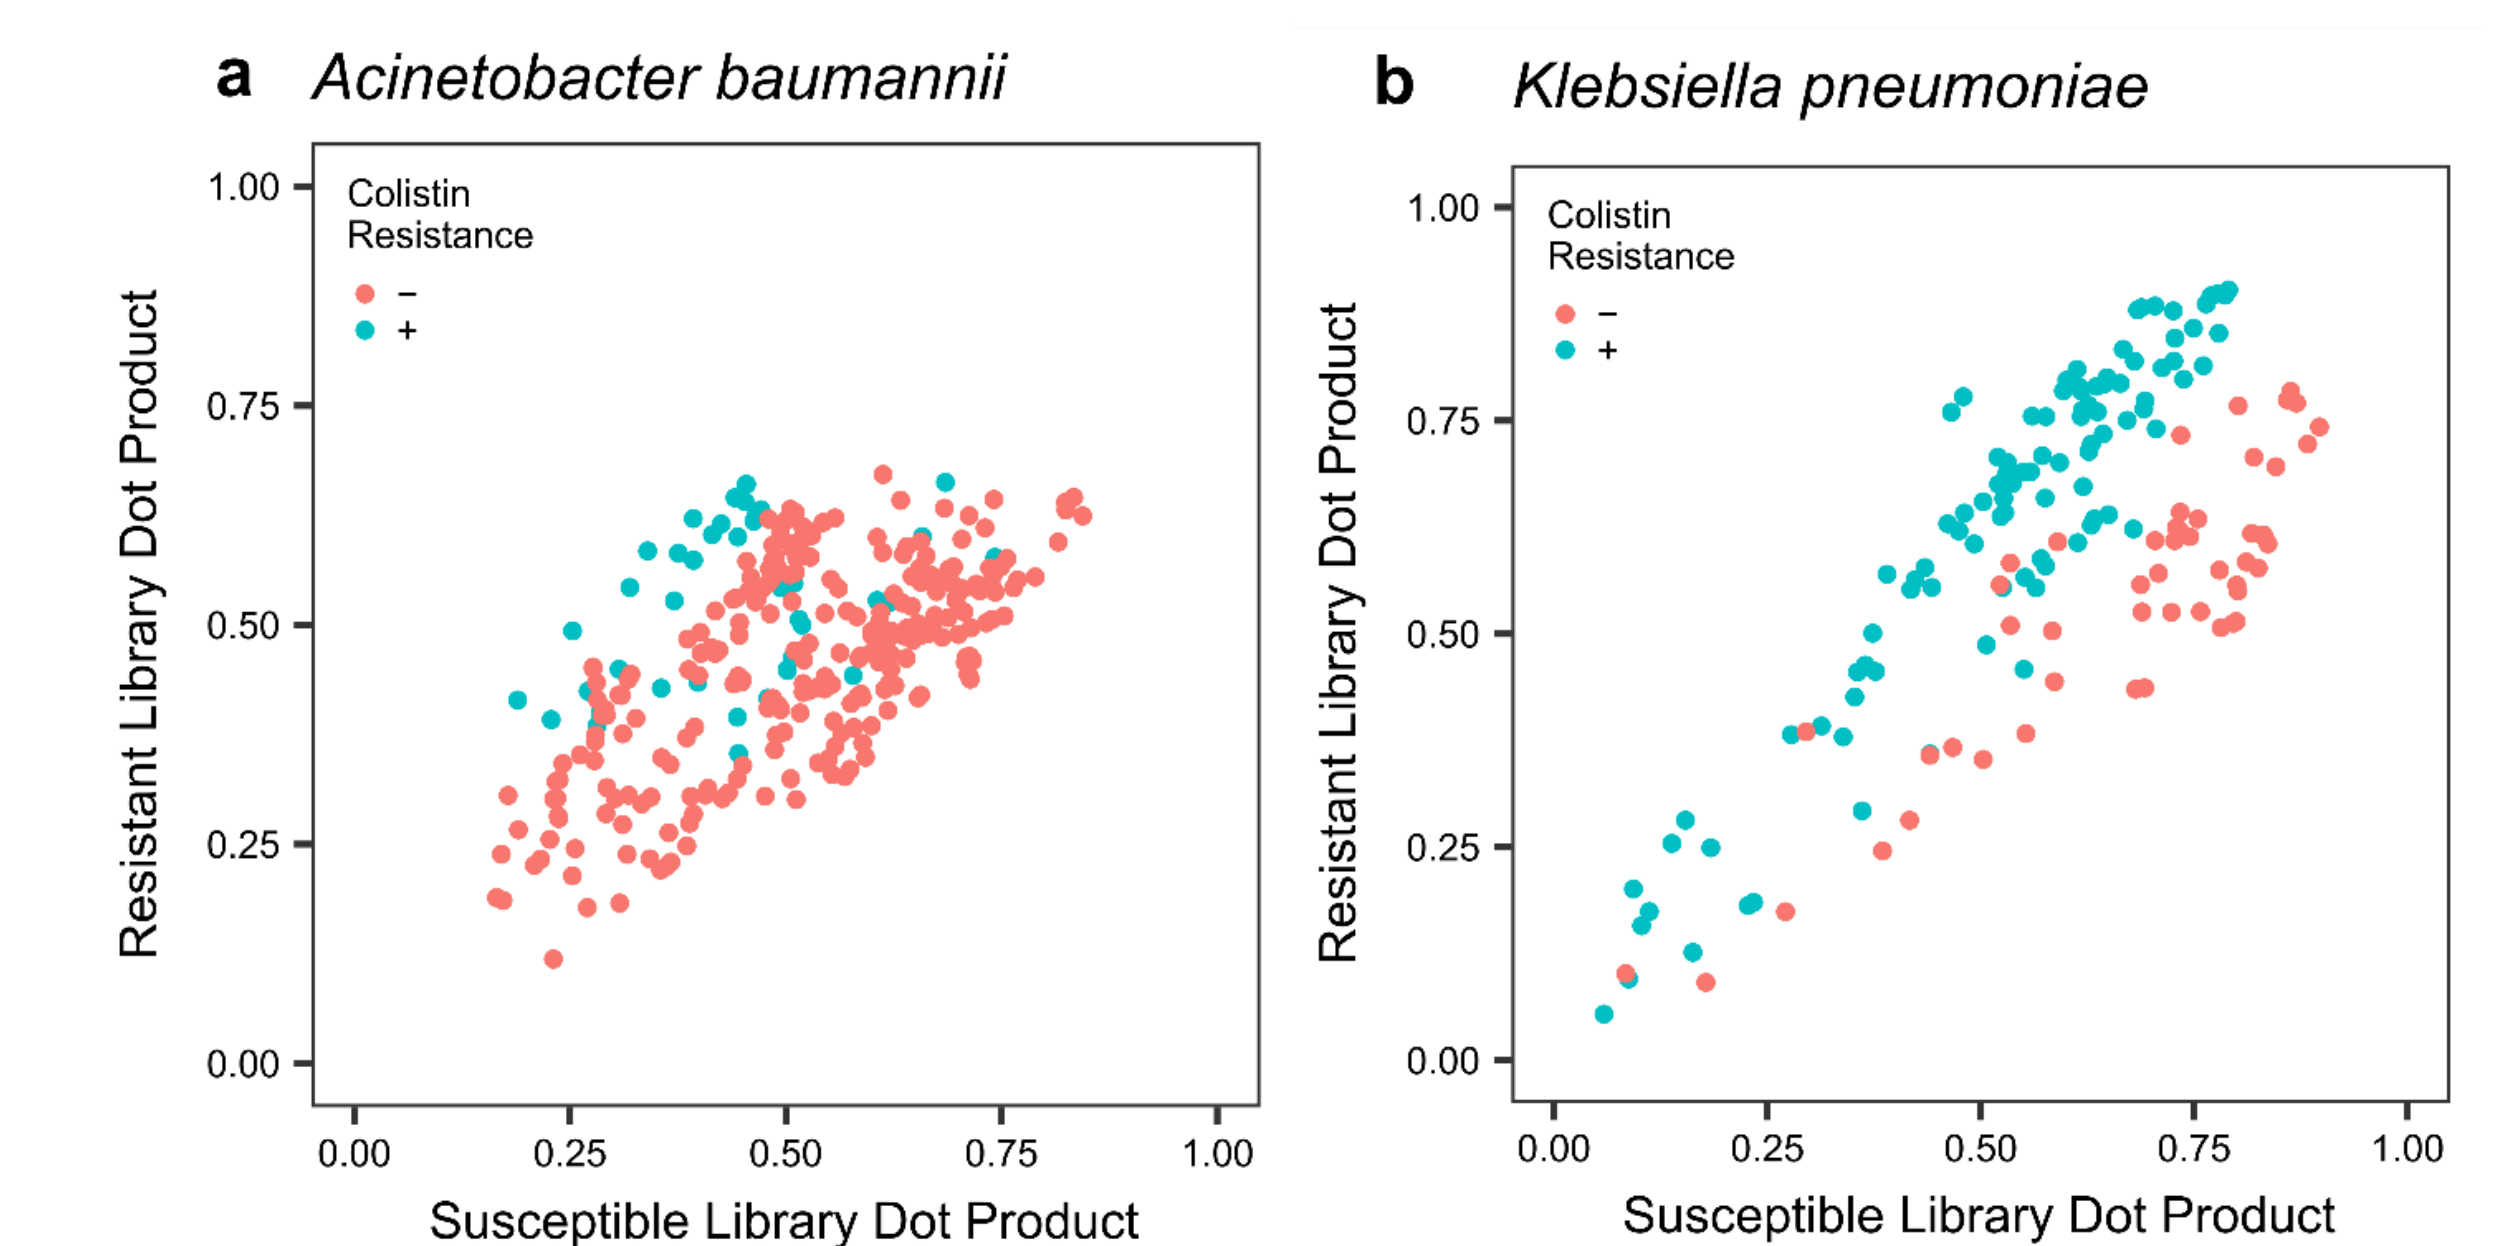 a Acinetobacter baumannii
Resistant Library Dot Product
1.00
0.75
0.50
0.25
0.00
Colistin
Resistance
−
+
0.00 0.25 0.50 0.75 1.00
Susceptible Library Dot Product
b Klebsiella pneumoniae
Resistant Library Dot Product
1.00
0.75
0.50
0.25
0.00
Colistin
Resistance
−
+
0.00 0.25 0.50 0.75 1.00
Susceptible Library Dot Product